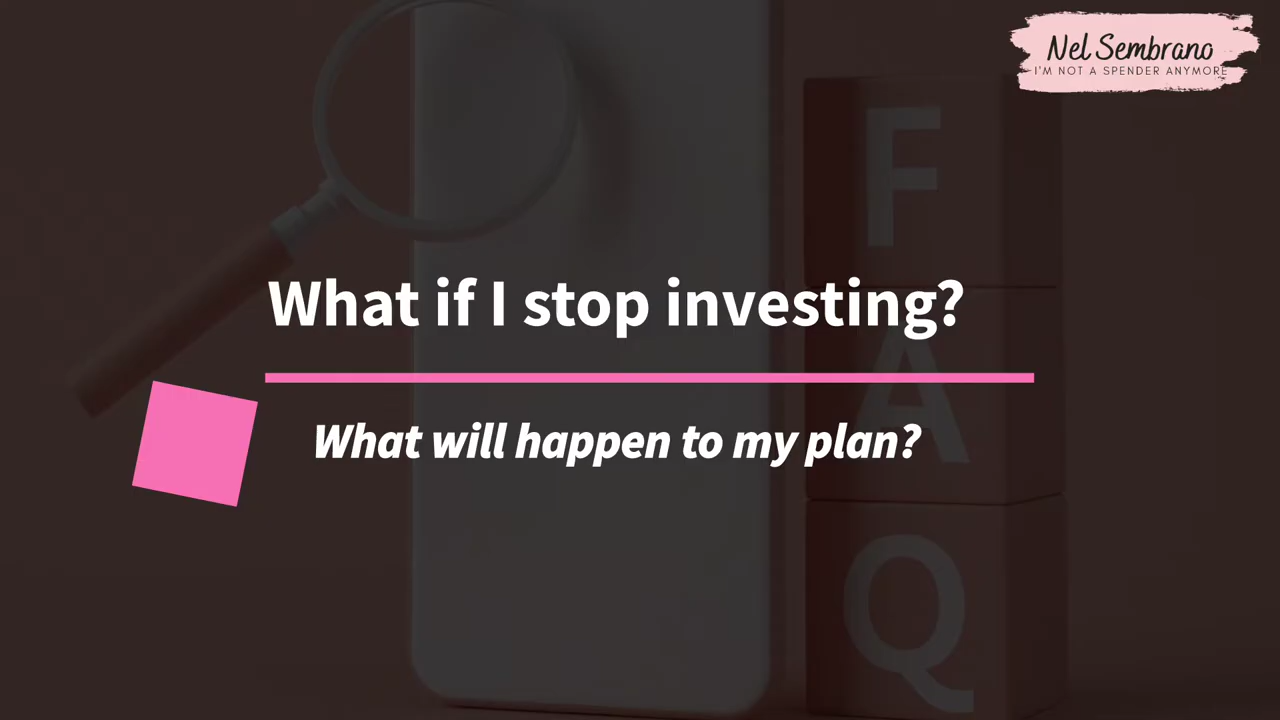 Nel Sembrano
I'M NOT A SPENDER ANYMORE
F
What if I stop investing?
A
What will happen to my plan?
Q